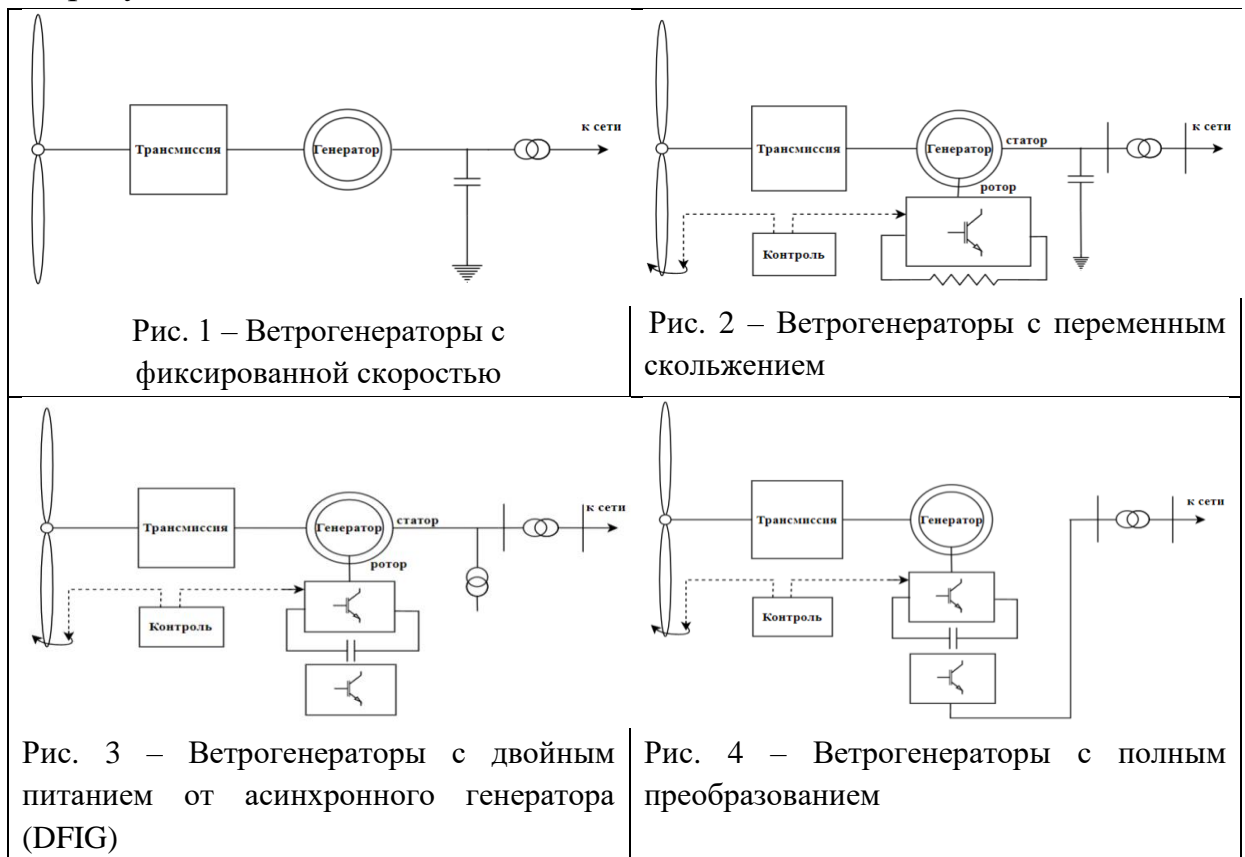 Трансмиссия
Генератор
к сети
Трансмиссия
Генератор
статор
ротор
к сети
Контроль
Рис. 1 – Ветрогенераторы с
фиксированной скоростью
Рис. 2 – Ветрогенераторы с переменным
скольжением
Трансмиссия
Генератор
статор
ротор
к сети
Контроль
Трансмиссия
Генератор
к сети
Контроль
Рис. 3 – Ветрогенераторы с двойным
питанием от асинхронного генератора
(DFIG)
Рис. 4 – Ветрогенераторы с полным
преобразованием